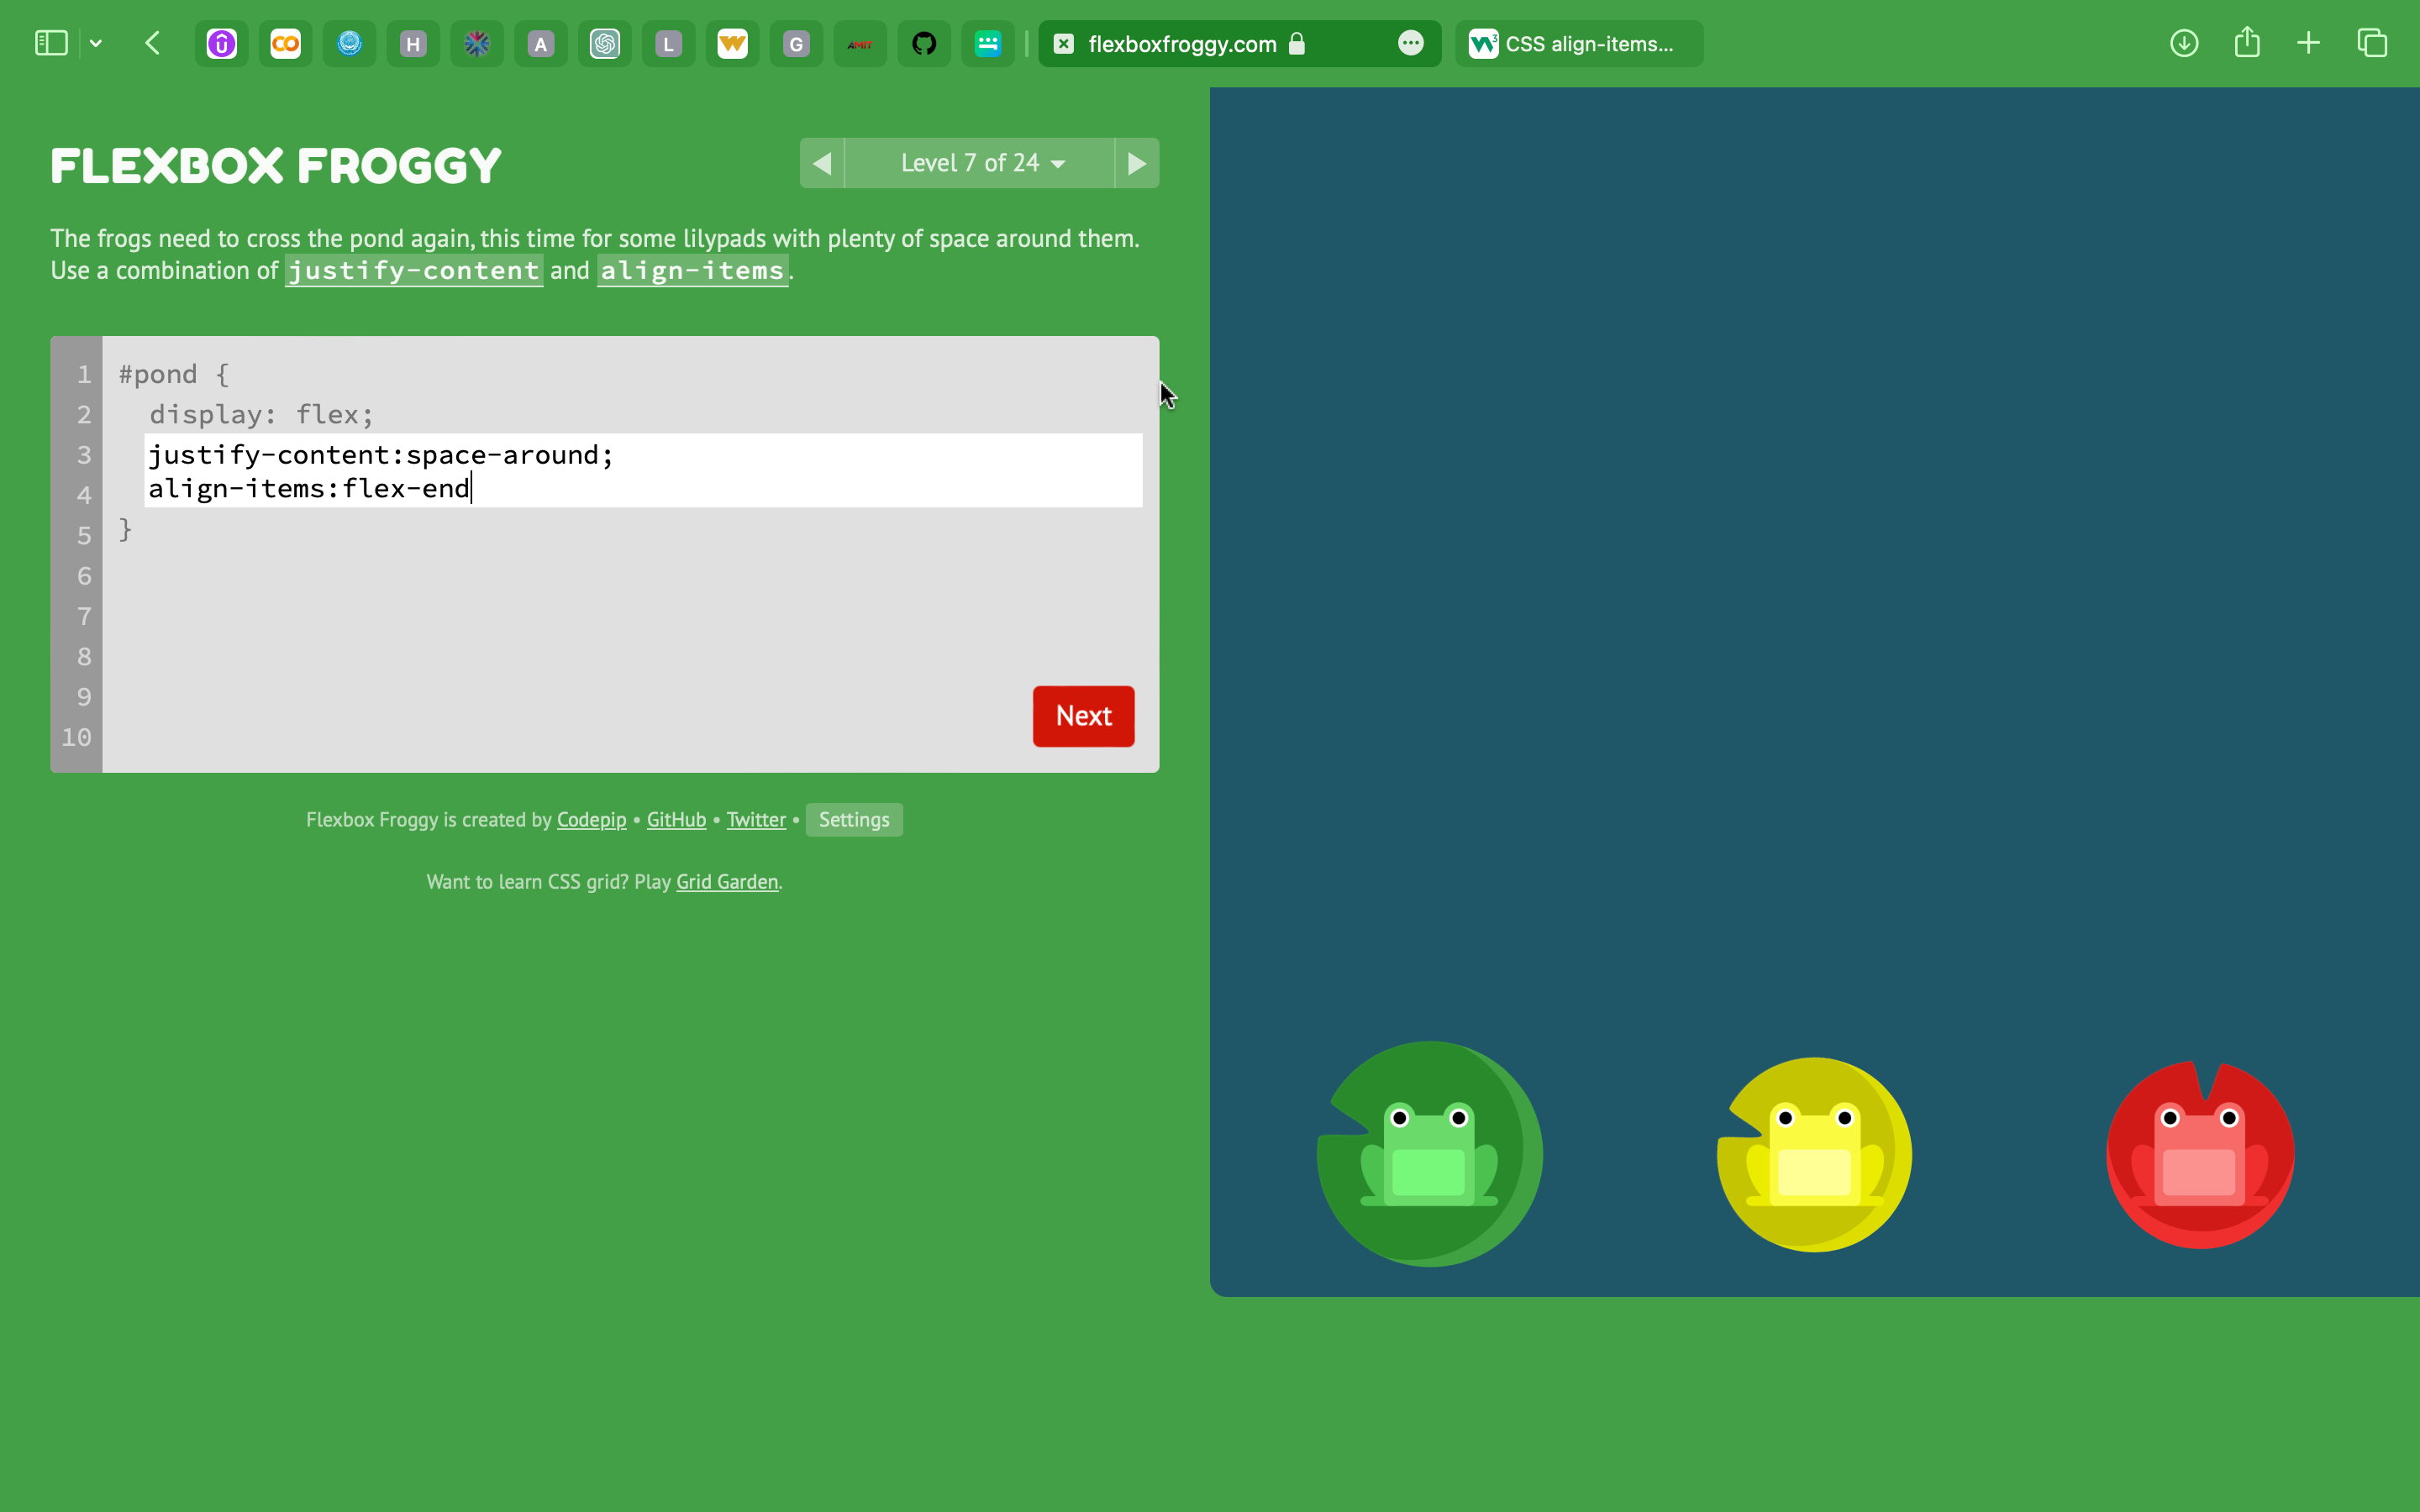 H
A
L
G
AMIT
flexboxfroggy.com
CSS align-items...
FLEXBOX FROGGY
Level 7 of 24
The frogs need to cross the pond again, this time for some lilypads with plenty of space around them.
Use a combination of justify-content and align-items.
1 #pond {
2 display: flex;
3 justify-content:space-around;
4 align-items:flex-end
5 }
6
7
8
9
10
Next
Flexbox Froggy is created by Codepip • GitHub • Twitter • Settings
Want to learn CSS grid? Play Grid Garden.